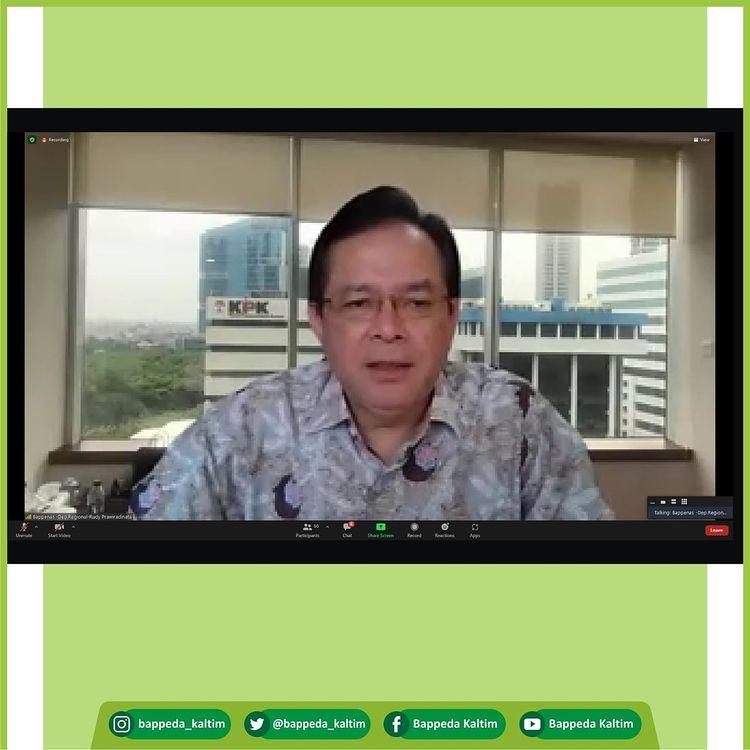 Recording
View
KPK
Bappenas -Dep.Regional-Rudy Prawiradinata
Talking: Bappenas -Dep.Region...
Unmute
Start Video
Participants
56
Chat
Share Screen
Record
Reactions
Apps
Leave
bappeda_kaltim
@bappeda_kaltim
Bappeda Kaltim
Bappeda Kaltim